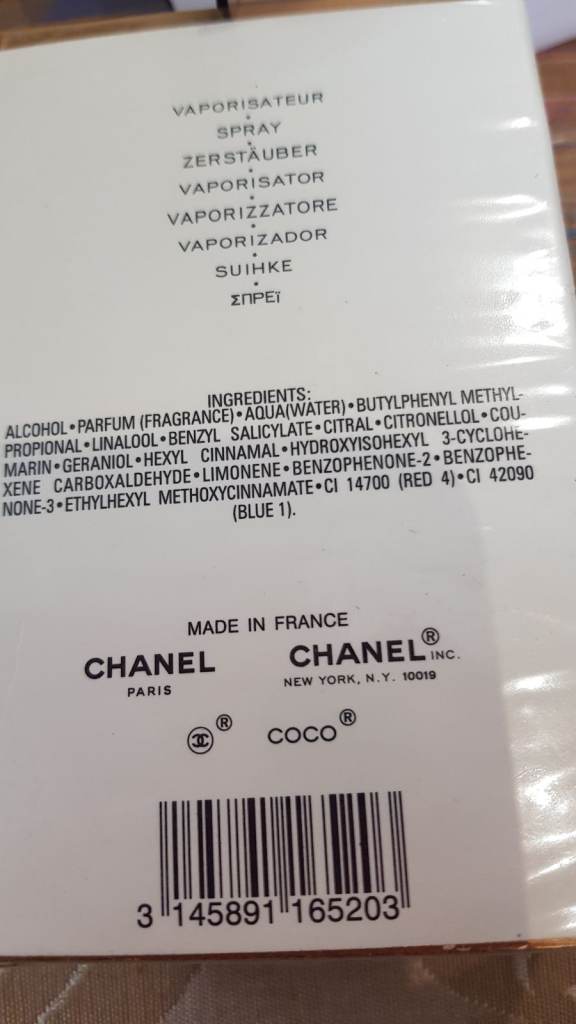 VAPORISATEUR
•
SPRAY
•
ZERSTÄUBER
•
VAPORISATOR
•
VAPORIZZATORE
•
VAPORIZADOR
•
SUIHKE
•
ΣΠΡΕΪ
INGREDIENTS:
ALCOHOL•PARFUM (FRAGRANCE)•AQUA(WATER)•BUTYLPHENYL METHYL-
PROPIONAL•LINALOOL•BENZYL SALICYLATE•CITRAL•CITRONELLOL•COU-
MARIN•GERANIOL•HEXYL CINNAMAL•HYDROXYISOHEXYL 3-CYCLOHE-
XENE CARBOXALDEHYDE•LIMONENE•BENZOPHENONE-2•BENZOPHE-
NONE-3•ETHYLHEXYL METHOXYCINNAMATE•CI 14700 (RED 4)•CI 42090
(BLUE 1).
MADE IN FRANCE
CHANEL
PARIS
CHANEL® INC.
NEW YORK, N.Y. 10019
®
COCO®
3 145891 165203